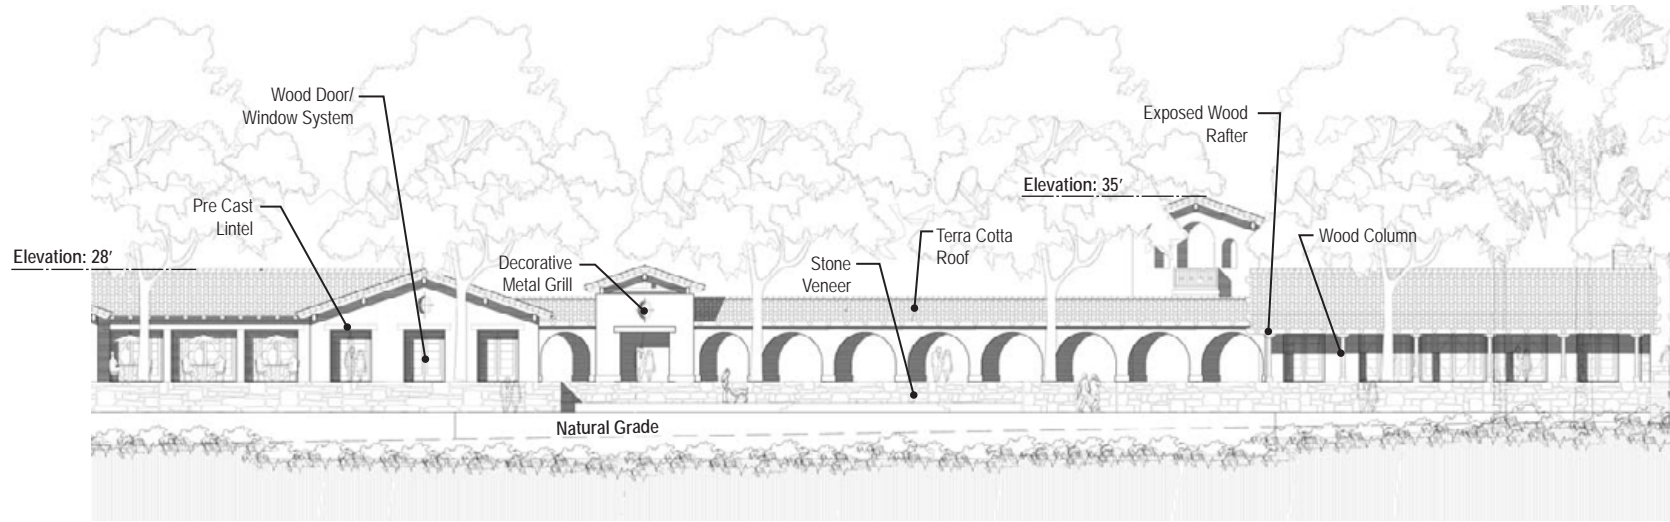 Wood Door/
Window System
Exposed Wood
Rafter
Elevation: 35’
Pre Cast
Lintel
Terra Cotta
Roof
Wood Column
Elevation: 28’
Decorative
Metal Grill
Stone
Veneer
Natural Grade